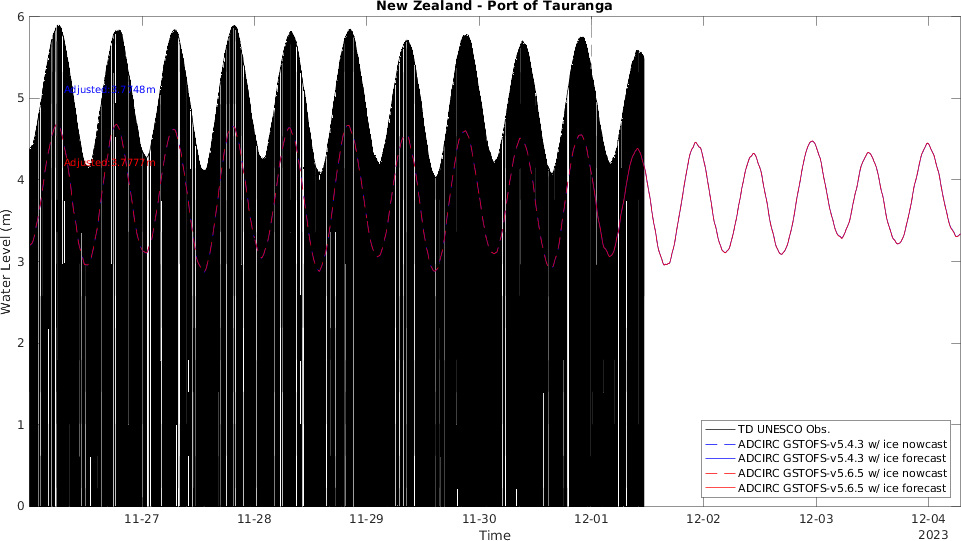 New Zealand - Port of Tauranga
6
5
4
3
2
1
0
Water Level (m)
Adjusted:
Adjusted:
11-27
11-28
11-29
11-30
12-01
12-02
12-03
12-04
2023
Time
TD UNESCO Obs.
ADCIRC GSTOFS-v5.4.3 w/ ice nowcast
ADCIRC GSTOFS-v5.4.3 w/ ice forecast
ADCIRC GSTOFS-v5.6.5 w/ ice nowcast
ADCIRC GSTOFS-v5.6.5 w/ ice forecast